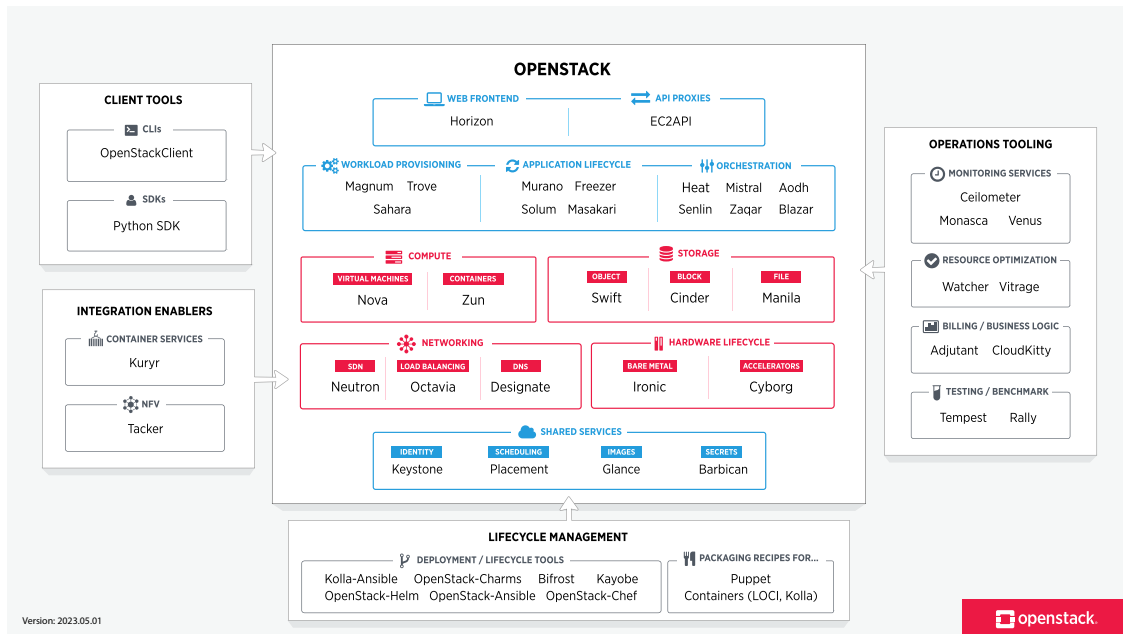 OPENSTACK
WEB FRONTEND
API PROXIES
Horizon
EC2API
WORKLOAD PROVISIONING
APPLICATION LIFECYCLE
ORCHESTRATION
Magnum Trove
Sahara
Murano Freezer
Solum Masakari
Heat Mistral Aodh
Senlin Zaqar Blazar
COMPUTE
VIRTUAL MACHINES
CONTAINERS
Nova
Zun
STORAGE
OBJECT
BLOCK
FILE
Swift
Cinder
Manila
NETWORKING
SDN
LOAD BALANCING
DNS
Neutron
Octavia
Designate
HARDWARE LIFECYCLE
BARE METAL
ACCELERATORS
Ironic
Cyborg
SHARED SERVICES
IDENTITY
SCHEDULING
IMAGES
SECRETS
Keystone
Placement
Glance
Barbican
CLIENT TOOLS
CLIs
OpenStackClient
SDKs
Python SDK
INTEGRATION ENABLERS
CONTAINER SERVICES
Kuryr
NFV
Tacker
OPERATIONS TOOLING
MONITORING SERVICES
Ceilometer
Monasca Venus
RESOURCE OPTIMIZATION
Watcher Vitrage
BILLING / BUSINESS LOGIC
Adjutant CloudKitty
TESTING / BENCHMARK
Tempest Rally
LIFECYCLE MANAGEMENT
DEPLOYMENT / LIFECYCLE TOOLS
Kolla-Ansible OpenStack-Charms Bifrost Kayobe
OpenStack-Helm OpenStack-Ansible OpenStack-Chef
PACKAGING RECIPES FOR...
Puppet
Containers (LOCI, Kolla)
Version: 2023.05.01
openstack.